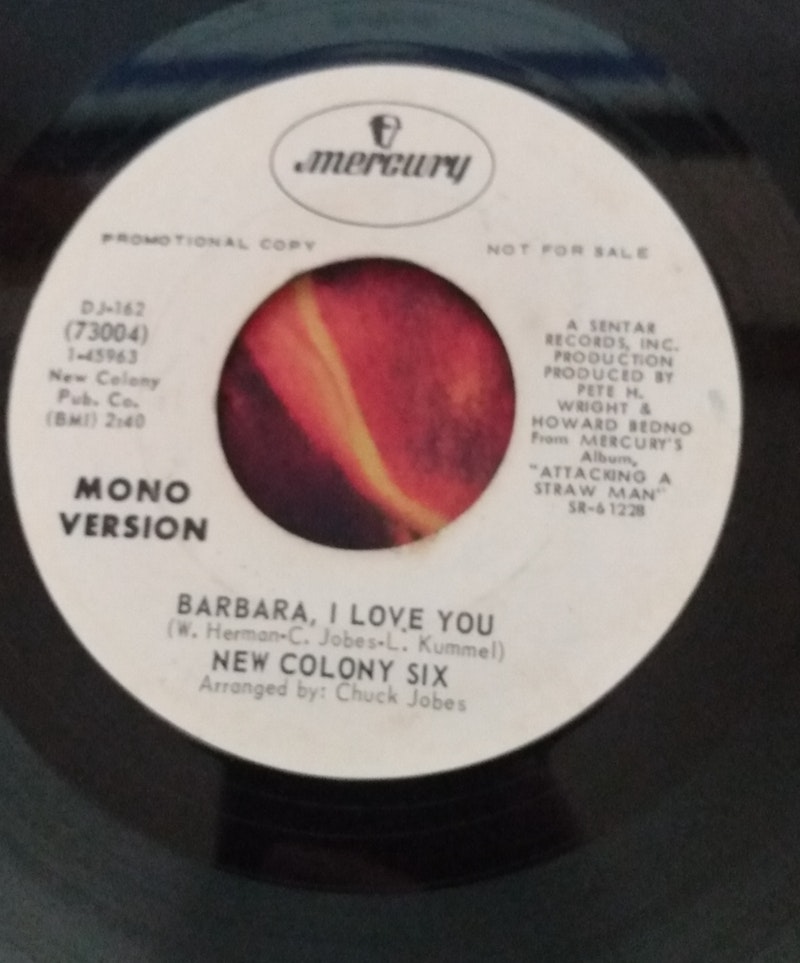 mercury
PROMOTIONAL COPY
NOT FOR SALE
DJ-162
(73004)
1-45963
New Colony
Pub. Co.
(BMI) 2:40
MONO
VERSION
A SENTAR
RECORDS, INC.
PRODUCTION
PRODUCED BY
PETE H.
WRIGHT &
HOWARD BEDNO
From MERCURY'S
Album,
"ATTACKING A
STRAW MAN"
SR-61228
BARBARA, I LOVE YOU
(W. Herman-C. Jobes-L. Kummel)
NEW COLONY SIX
Arranged by: Chuck Jobes